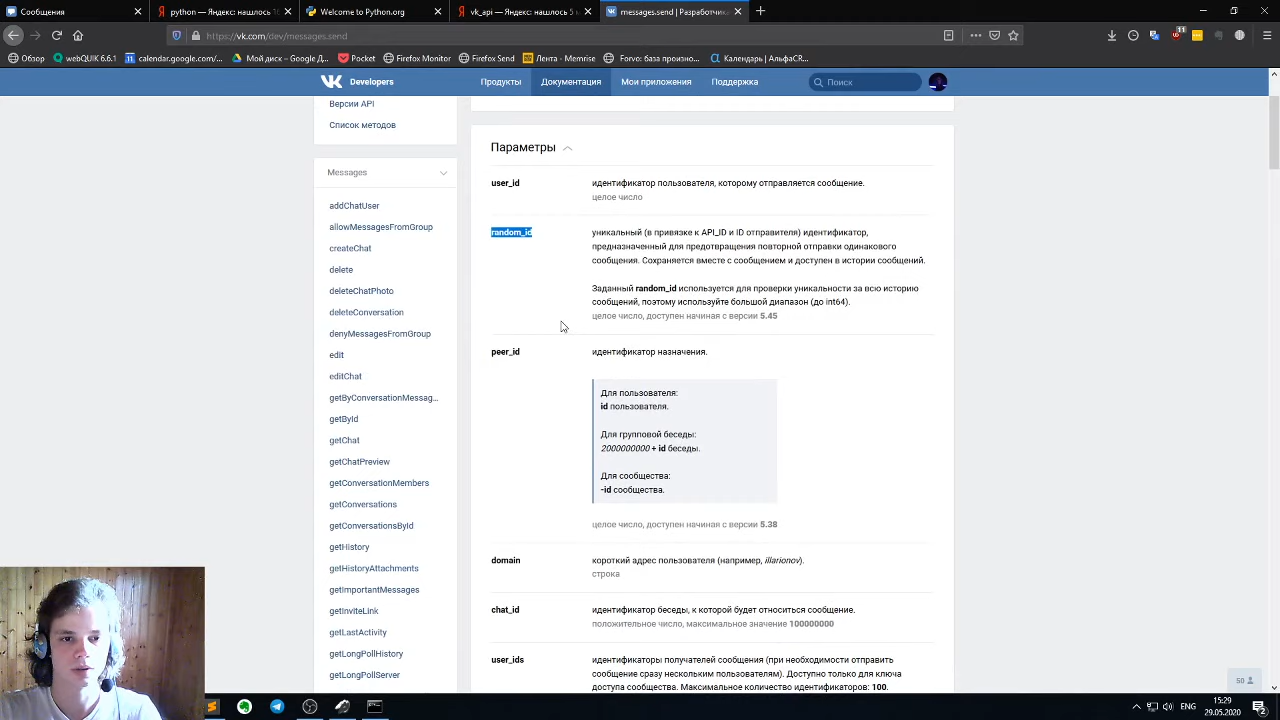 Сообщения
python — Яндекс нашлось 10
Welcome to Python.org
vk_api — Яндекс нашлось 5 м
messages.send | Разработчика
https://vk.com/dev/messages.send
Обзор
webQUIK 6.6.1
calendar.google.com/...
Мой диск – Google Д...
Pocket
Firefox Monitor
Firefox Send
Лента - Memrise
Forvo: база произно...
Календарь | АльфаСR...
Developers
Продукты
Документация
Мои приложения
Поддержка
Поиск
Версии API
Список методов
Messages
addChatUser
allowMessagesFromGroup
createChat
delete
deleteChatPhoto
deleteConversation
denyMessagesFromGroup
edit
editChat
getByConversationMessag...
getById
getChat
getChatPreview
getConversationMembers
getConversations
getConversationsById
getHistory
getHistoryAttachments
getImportantMessages
getInviteLink
getLastActivity
getLongPollHistory
getLongPollServer
Параметры
user_id
идентификатор пользователя, которому отправляется сообщение.
целое число
random_id
уникальный (в привязке к API_ID и ID отправителя) идентификатор,
предназначенный для предотвращения повторной отправки одинакового
сообщения. Сохраняется вместе с сообщением и доступен в истории сообщений.
Заданный random_id используется для проверки уникальности за всю историю
сообщений, поэтому используйте большой диапазон (до int64).
целое число, доступен начиная с версии 5.45
peer_id
идентификатор назначения.
Для пользователя:
id пользователя.
Для групповой беседы:
2000000000 + id беседы.
Для сообщества:
-id сообщества.
целое число, доступен начиная с версии 5.38
domain
короткий адрес пользователя (например, illarionov).
строка
chat_id
идентификатор беседы, к которой будет относиться сообщение.
положительное число, максимальное значение 100000000
user_ids
идентификаторы получателей сообщения (при необходимости отправить
сообщение сразу нескольким пользователям). Доступно только для ключа
доступа сообщества. Максимальное количество идентификаторов: 100.
50
ENG
15:29
29.05.2020